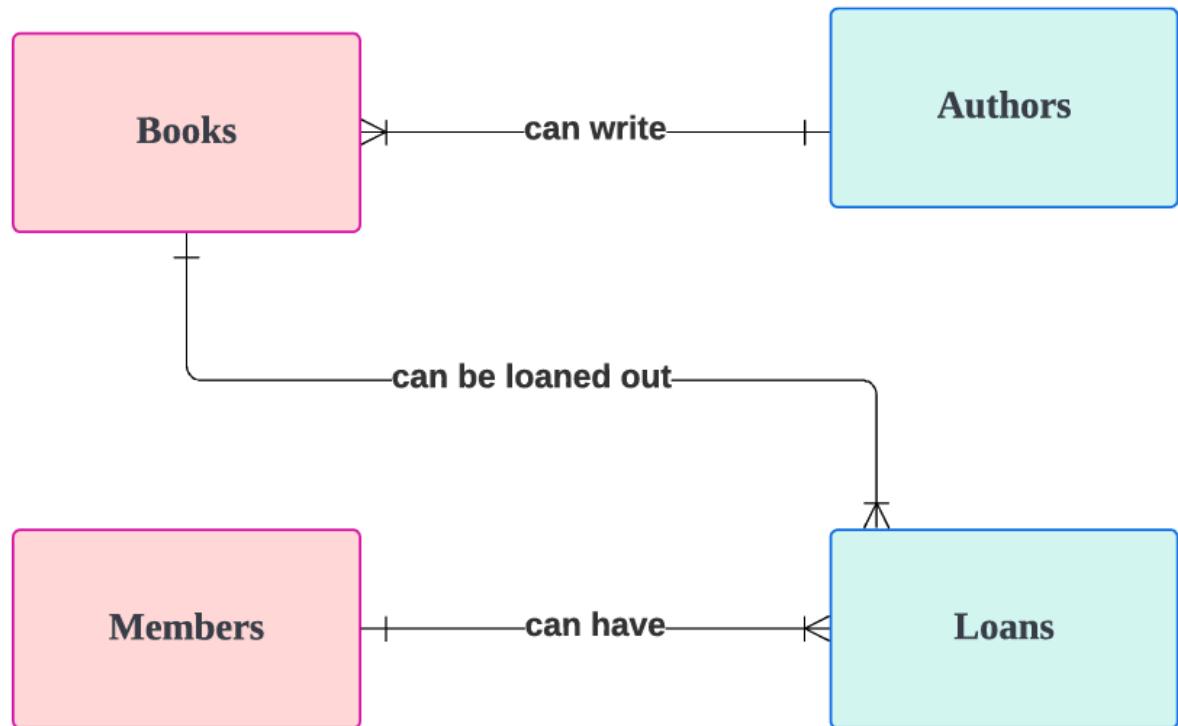 Books
can write
Authors
can be loaned out
Members
can have
Loans